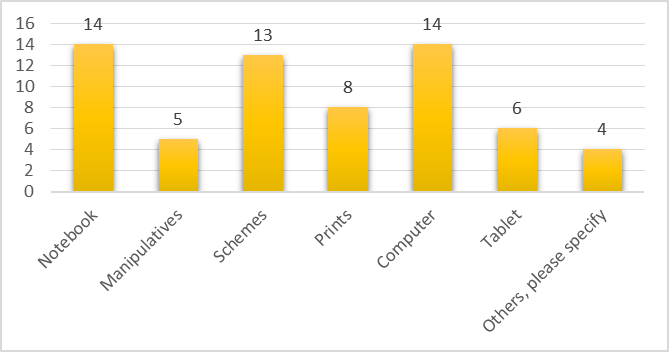 16
14
12
10
8
6
4
2
0
14
5
13
8
14
6
4
Notebook
Manipulatives
Schemes
Prints
Computer
Tablet
Others, please specify